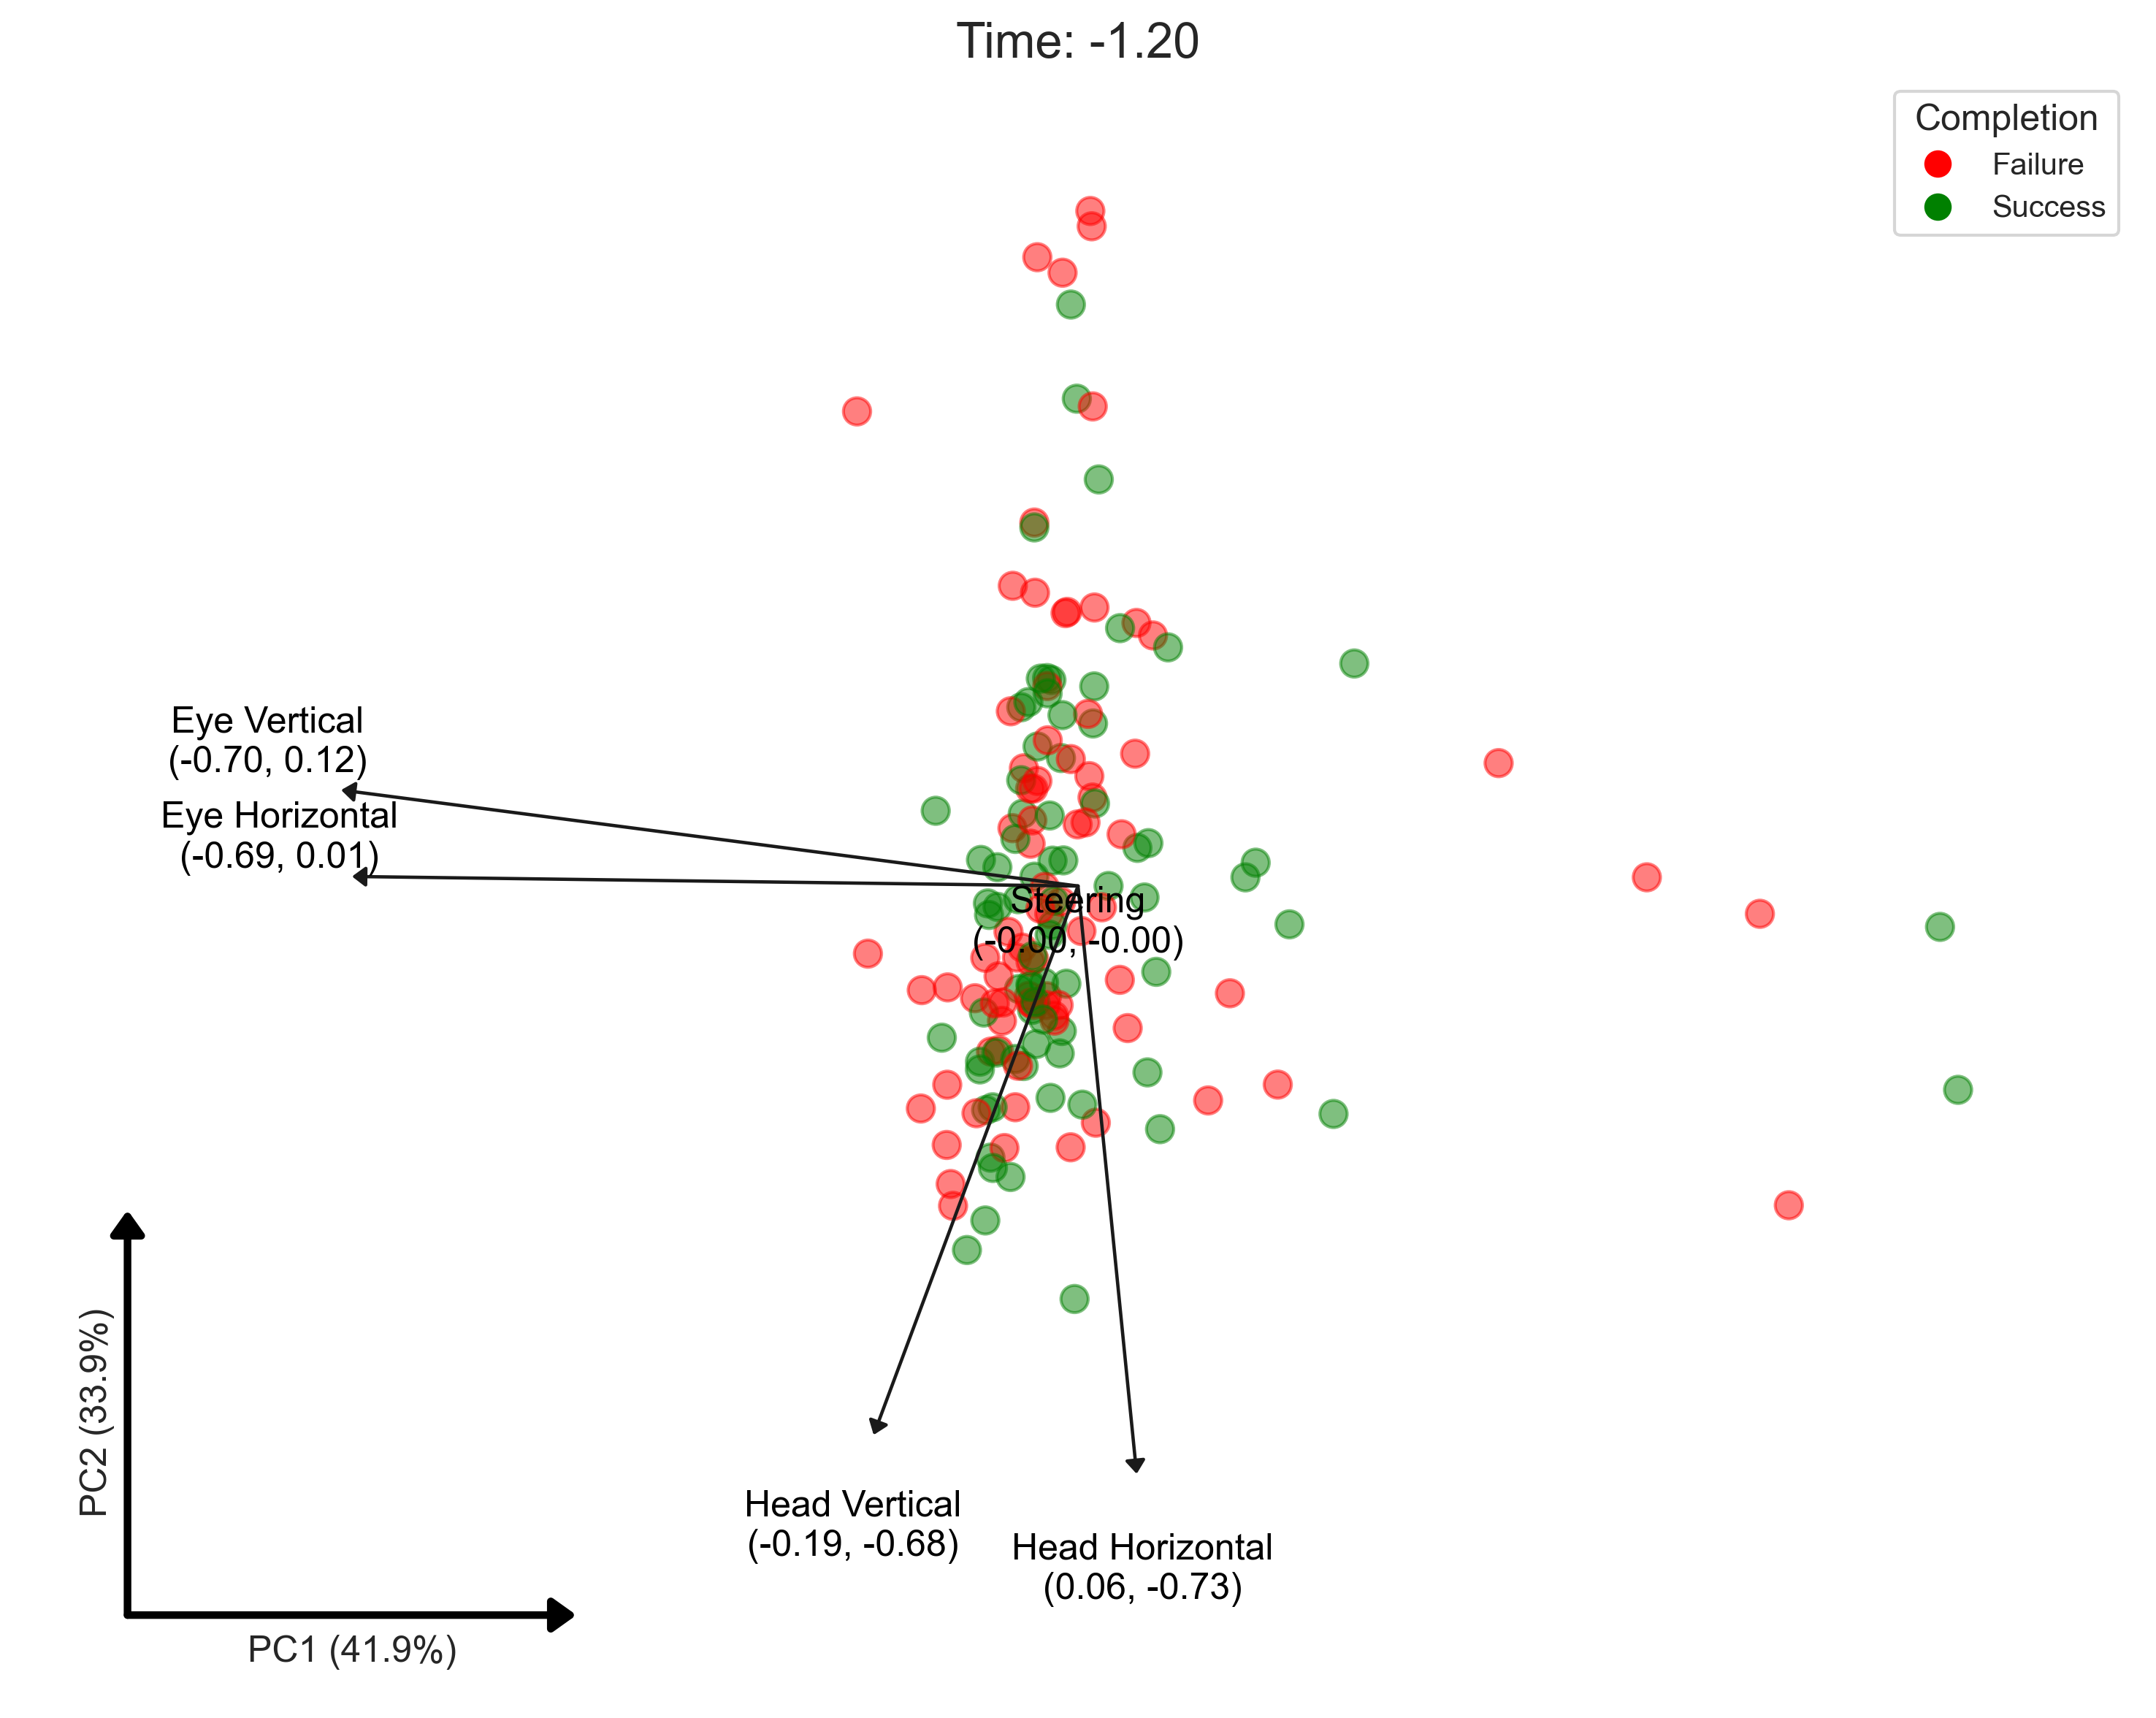 Time: -1.20
Completion
Failure
Success
Eye Vertical
(-0.70, 0.12)
Eye Horizontal
(-0.69, 0.01)
Steering
(-0.00, -0.00)
Head Vertical
(-0.19, -0.68)
Head Horizontal
(0.06, -0.73)
PC2 (33.9%)
PC1 (41.9%)